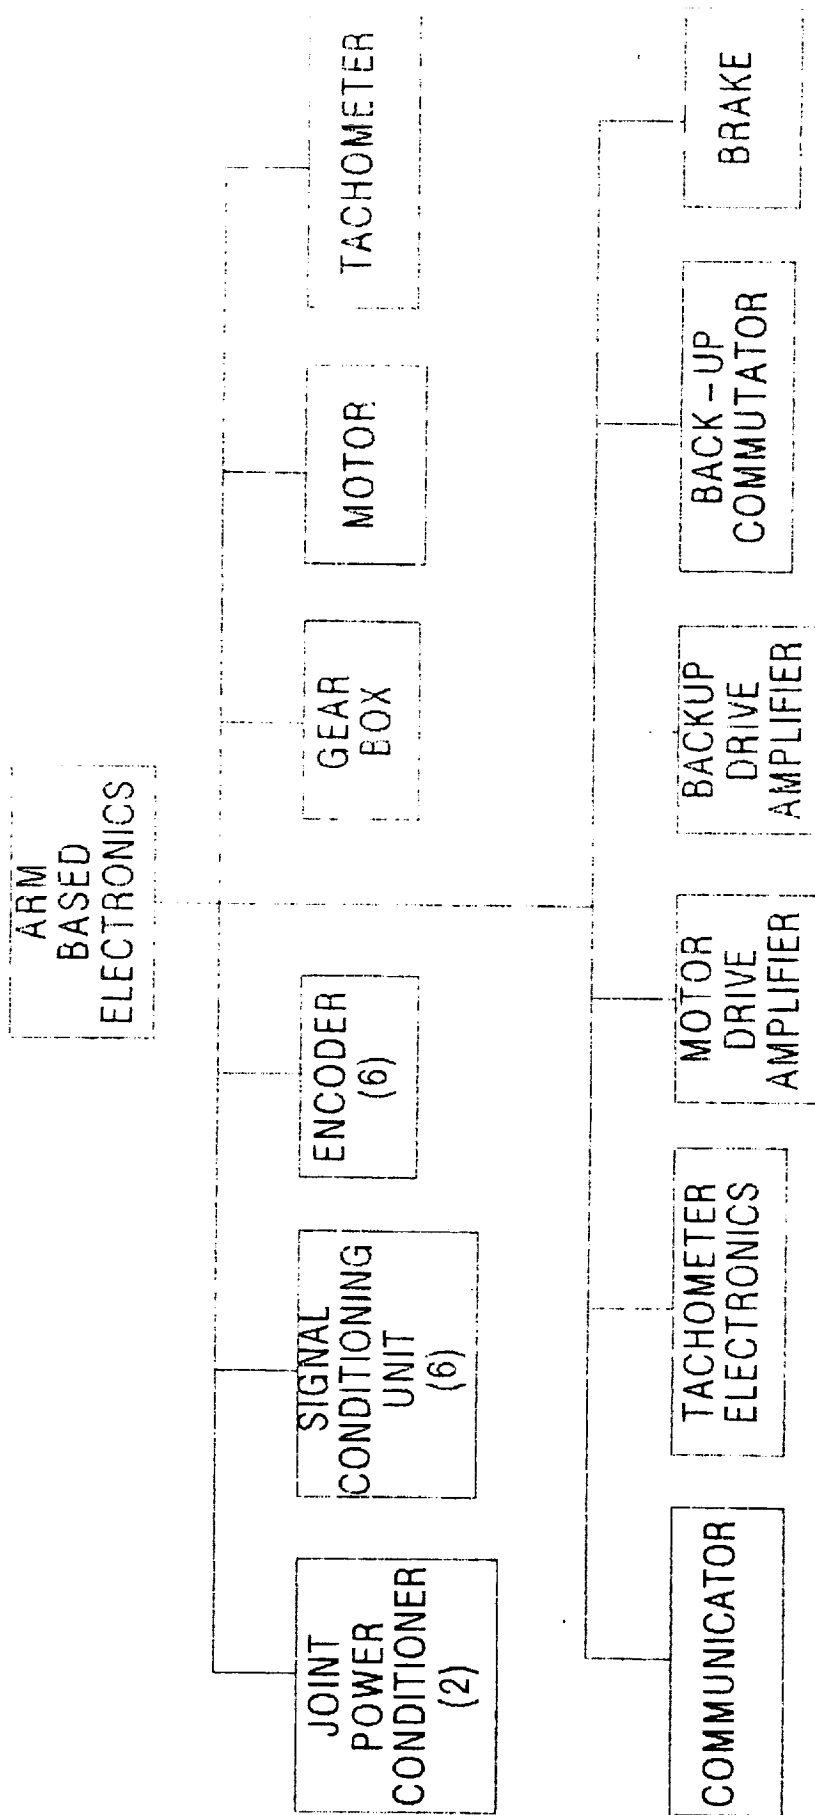 ARM
BASED
ELECTRONICS
JOINT
POWER
CONDITIONER
(2)
SIGNAL
CONDITIONING
UNIT
(6)
ENCODER
(6)
GEAR
BOX
MOTOR
TACHOMETER
COMMUNICATOR
TACHOMETER
ELECTRONICS
MOTOR
DRIVE
AMPLIFIER
BACKUP
DRIVE
AMPLIFIER
BACK-UP
COMMUTATOR
BRAKE